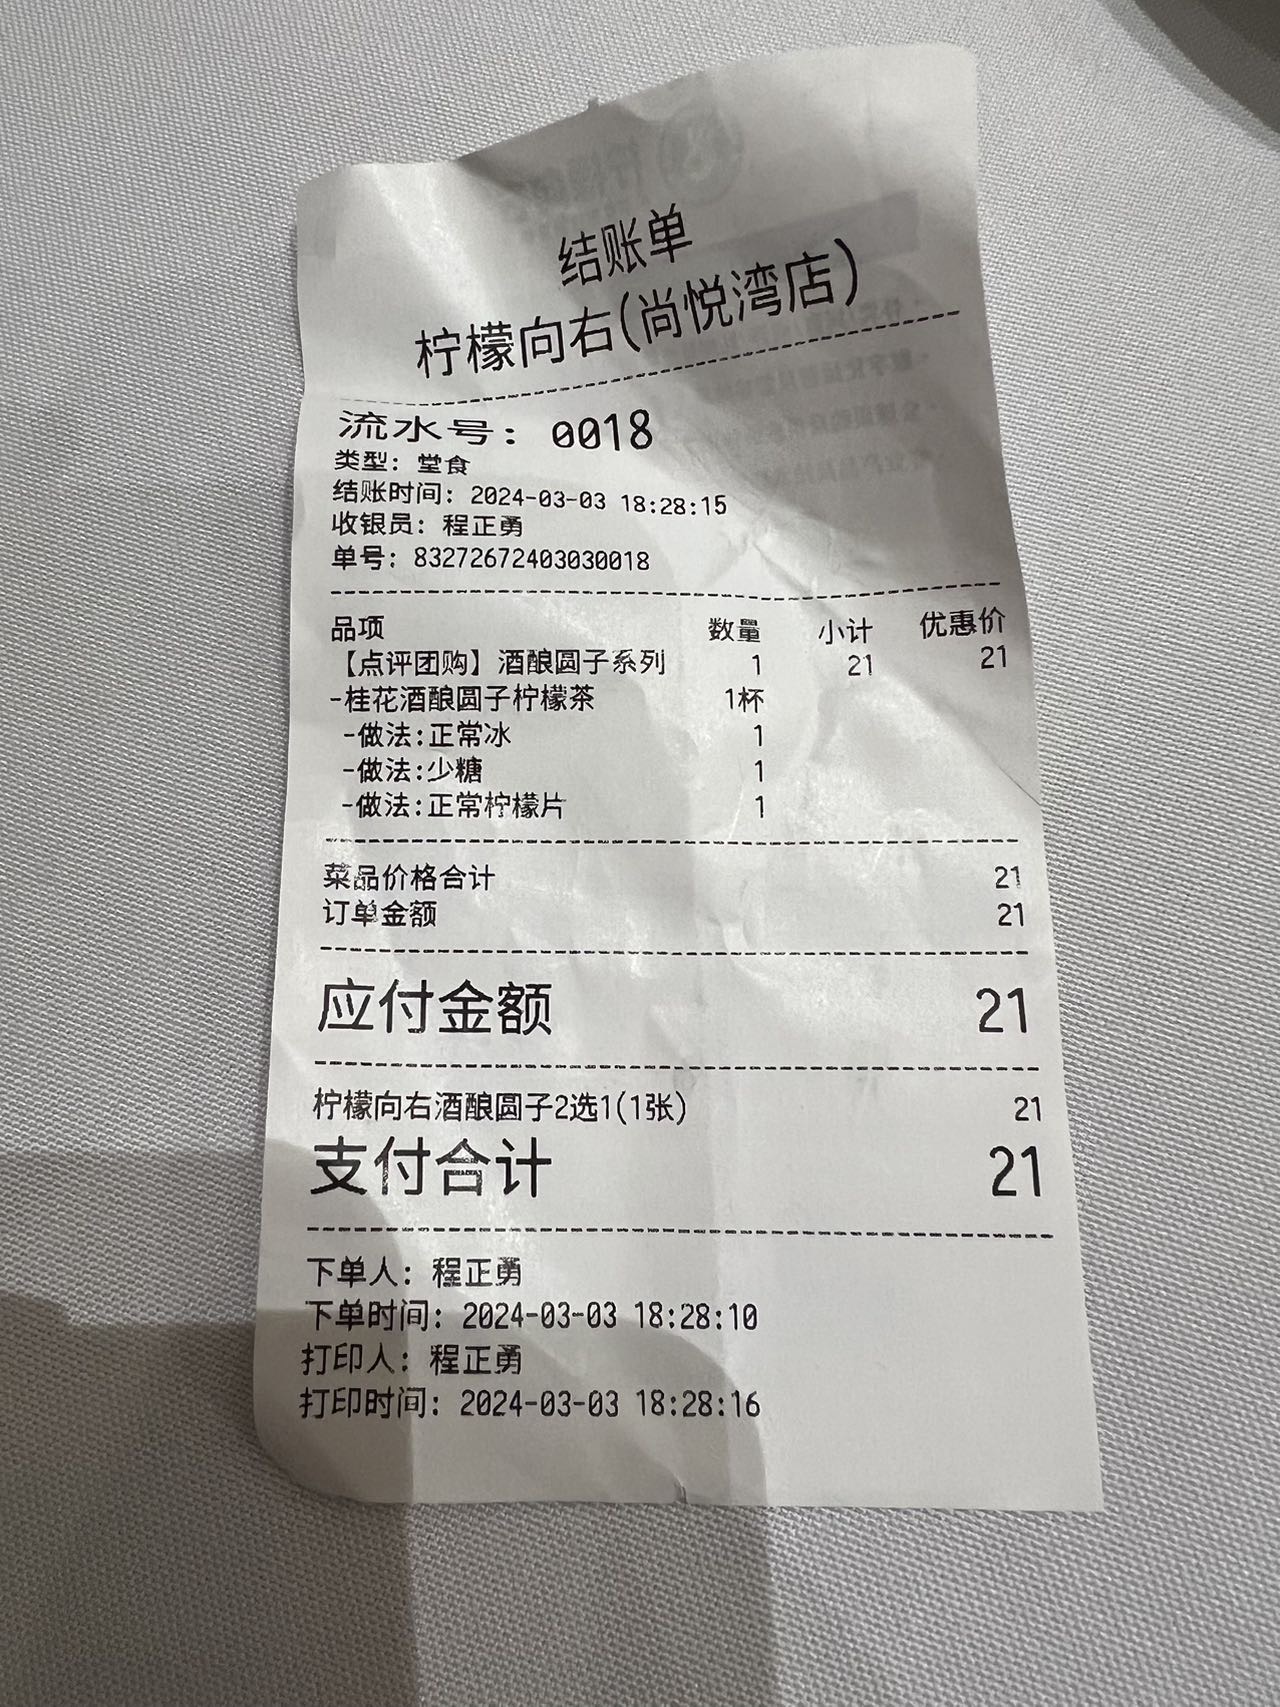 结账单
柠檬向右(尚悦湾店)
流水号: 0018
类型: 堂食
结账时间: 2024-03-03 18:28:15
收银员: 程正勇
单号: 83272672403030018
品项 数量 小计 优惠价
【点评团购】酒酿圆子系列 1 21 21
-桂花酒酿圆子柠檬茶 1杯
-做法:正常冰 1
-做法:少糖 1
-做法:正常柠檬片 1
菜品价格合计 21
订单金额 21
应付金额 21
柠檬向右酒酿圆子2选1(1张) 21
支付合计 21
下单人: 程正勇
下单时间: 2024-03-03 18:28:10
打印人: 程正勇
打印时间: 2024-03-03 18:28:16